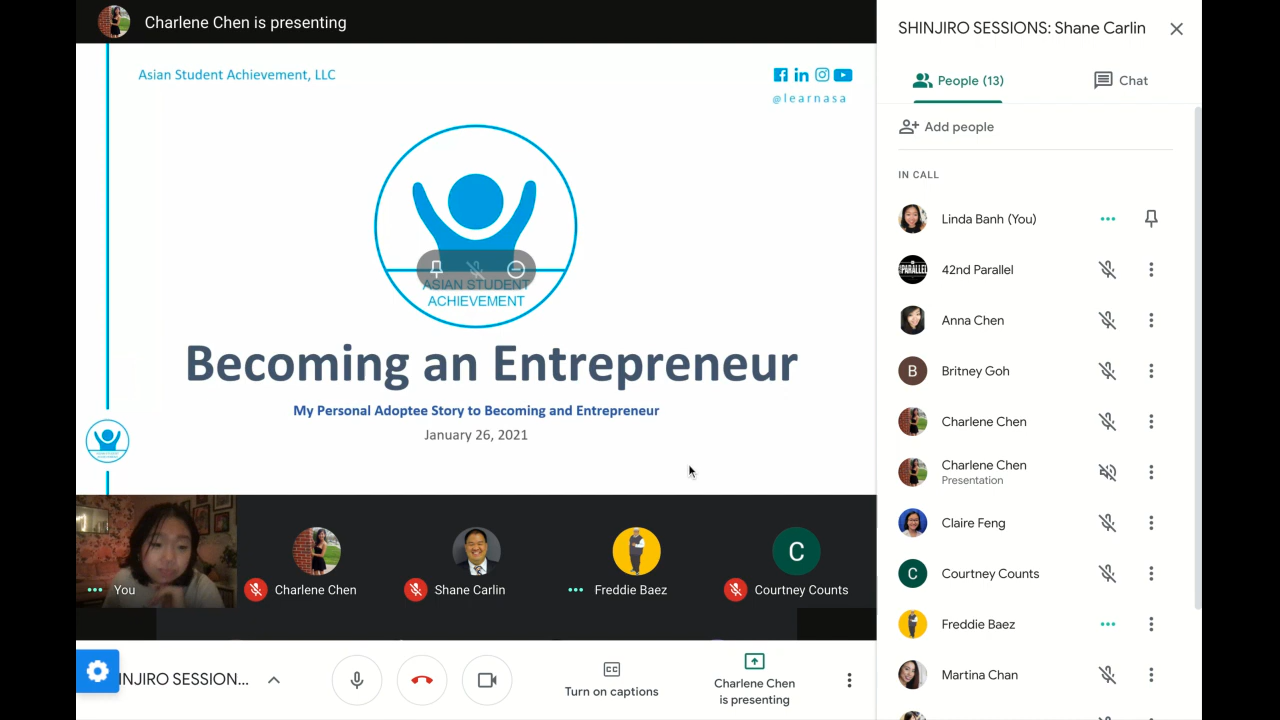 Charlene Chen is presenting
Asian Student Achievement, LLC
@learnasa
ASIAN STUDENT
ACHIEVEMENT
Becoming an Entrepreneur
My Personal Adoptee Story to Becoming and Entrepreneur
January 26, 2021
You
Charlene Chen
Shane Carlin
Freddie Baez
C
Courtney Counts
NJIRO SESSION...
CC
Turn on captions
Charlene Chen
is presenting
SHINJIRO SESSIONS: Shane Carlin
People (13)
Chat
Add people
IN CALL
Linda Banh (You)
PARALLEL
42nd Parallel
Anna Chen
B
Britney Goh
Charlene Chen
Charlene Chen
Presentation
Claire Feng
C
Courtney Counts
Freddie Baez
Martina Chan